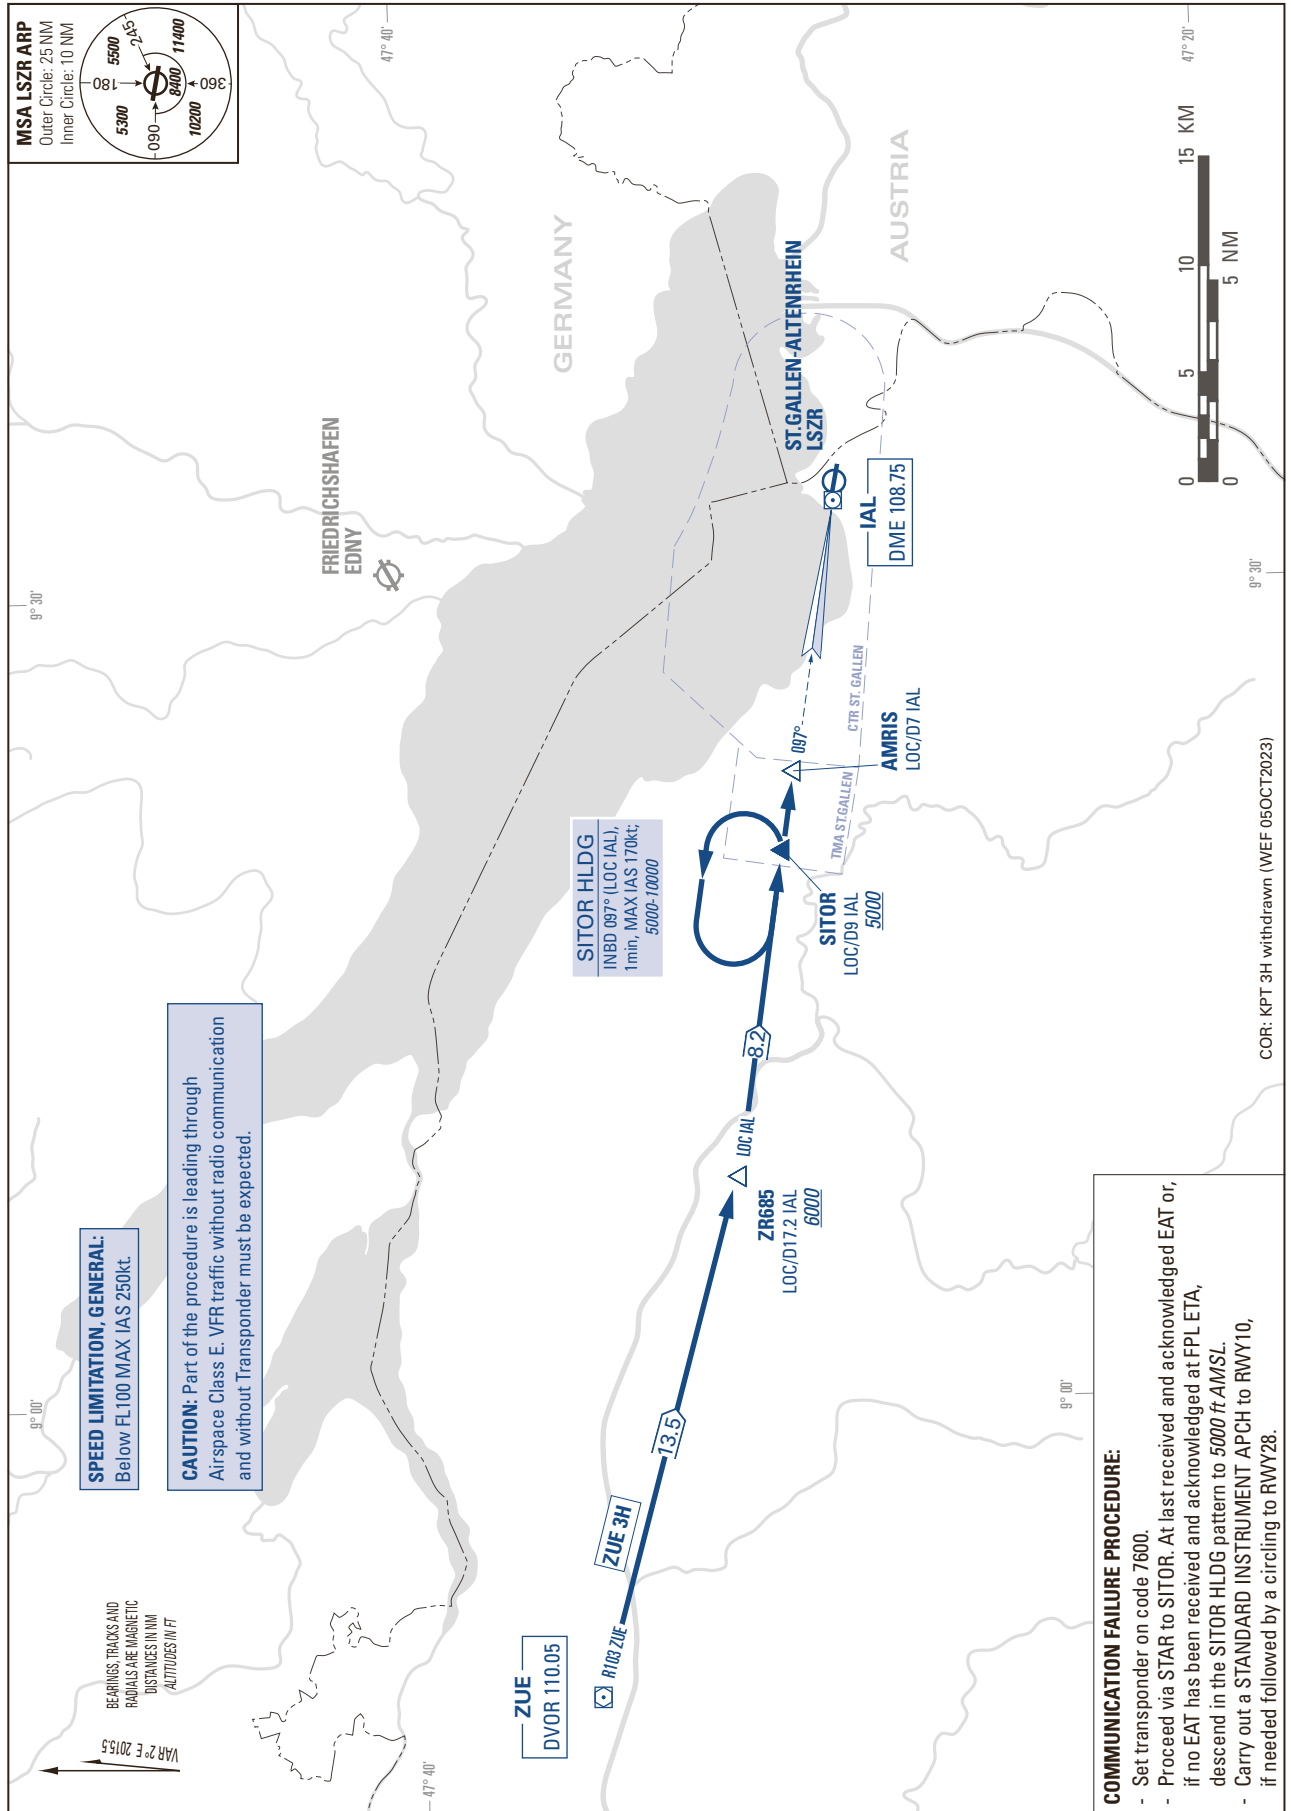 BEARINGS, TRACKS AND
RADIALS ARE MAGNETIC
DISTANCES IN NM
ALTITUDES IN FT
VAR 2° E 2015.5
SPEED LIMITATION, GENERAL:
Below FL100 MAX IAS 250kt.
CAUTION: Part of the procedure is leading through
Airspace Class E. VFR traffic without radio communication
and without Transponder must be expected.
MSA LSZR ARP
Outer Circle: 25 NM
Inner Circle: 10 NM
5300
180
5500
245
090
8400
11400
10200
360
9° 00'
9° 30'
47° 40'
47° 40'
FRIEDRICHSHAFEN
EDNY
GERMANY
AUSTRIA
ZUE
DVOR 110.05
R103 ZUE
ZUE 3H
13.5
ZR685
LOC/D17.2 IAL
6000
LOC IAL
8.2
SITOR HLDG
INBD 097° (LOC IAL),
1min, MAX IAS 170kt;
5000-10000
SITOR
LOC/D9 IAL
5000
TMA ST.GALLEN
CTR ST. GALLEN
AMRIS
LOC/D7 IAL
097°
ST.GALLEN-ALTENRHEIN
LSZR
IAL
DME 108.75
9° 00'
9° 30'
47° 20'
0 5 10 15 KM
0 5 NM
COMMUNICATION FAILURE PROCEDURE:
- Set transponder on code 7600.
- Proceed via STAR to SITOR. At last received and acknowledged EAT or,
if no EAT has been received and acknowledged at FPL ETA,
descend in the SITOR HLDG pattern to 5000 ft AMSL.
- Carry out a STANDARD INSTRUMENT APCH to RWY10,
if needed followed by a circling to RWY28.
COR: KPT 3H withdrawn (WEF 05OCT2023)